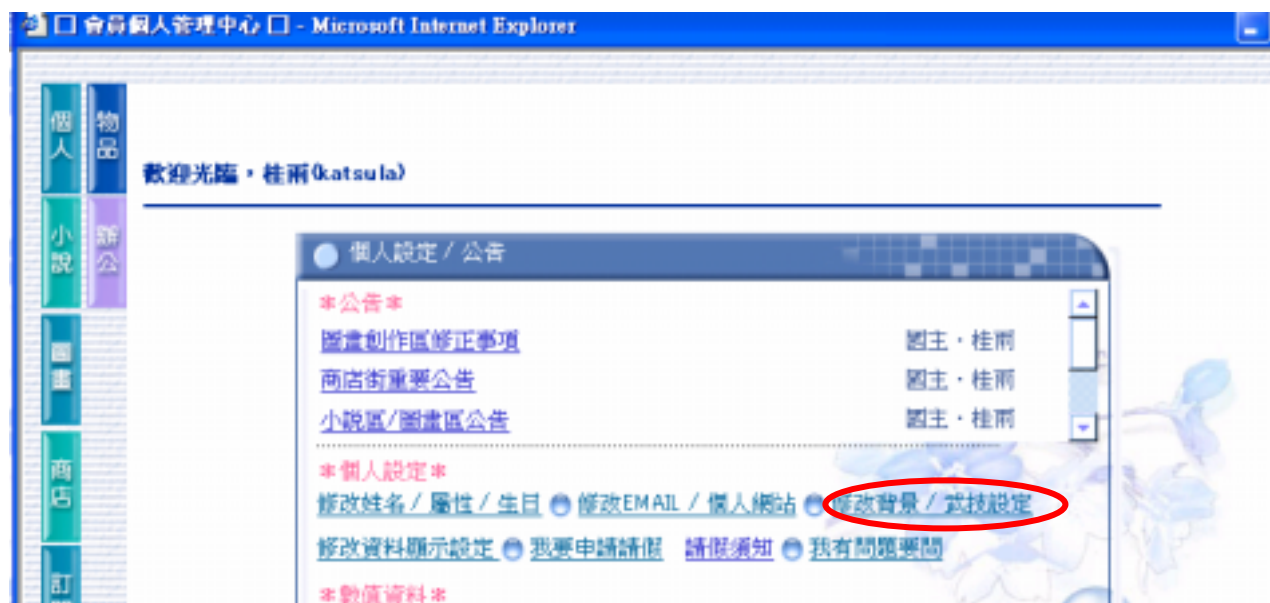 □ 會員個人管理中心 □ - Microsoft Internet Explorer
個人
物品
歡迎光臨，桂雨(katsula)
小說
辦公
個人設定 / 公告
*公告*
圖畫創作區修正事項 國主．桂雨
商店街重要公告 國主．桂雨
小說區/圖畫區公告 國主．桂雨
圖畫
*個人設定*
商店
修改姓名 / 屬性 / 生日 修改EMAIL / 個人網站 修改背景 / 武技設定
修改資料顯示設定 我要申請請假 請假須知 我有問題要問
訂
*數值資料*